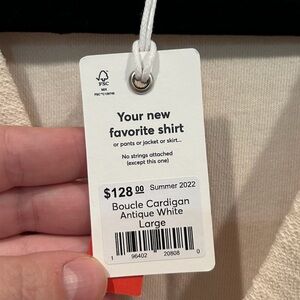 FSC
MIX
Your new
favorite shirt
or pants or jacket or skirt...
No strings attached
(except this one)
$128.00 Summer 2022
Boucle Cardigan
Antique White
Large
1 96402 20808 0